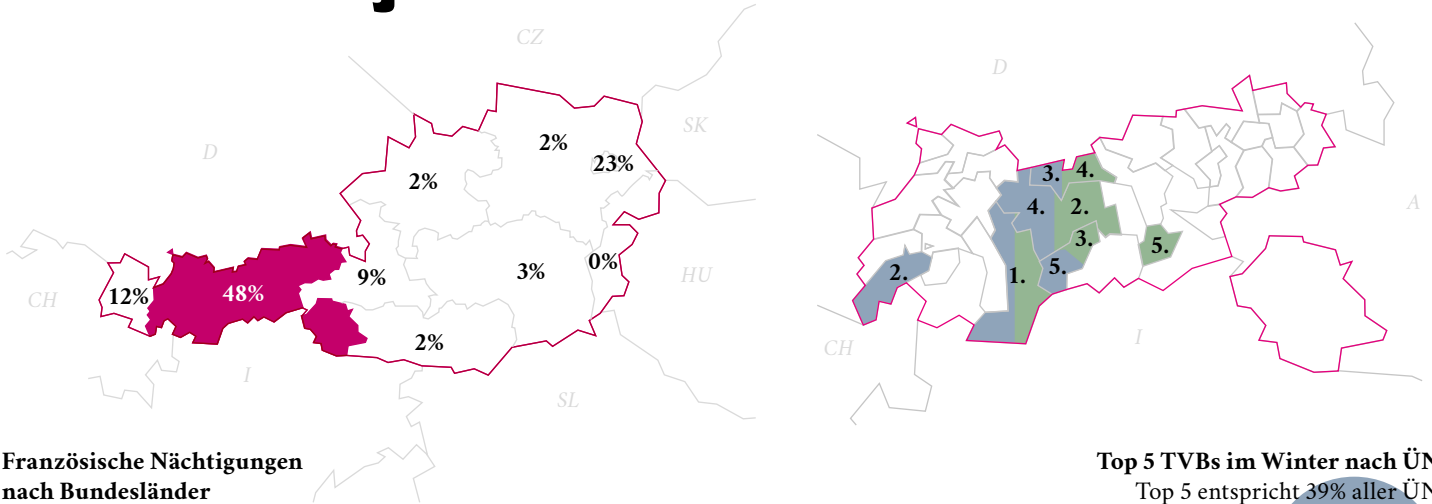 CZ
D
SK
2%
23%
2%
9%
3%
0%
HU
CH
12%
48%
2%
I
SL
Französische Nächtigungen
nach Bundesländer
D
3.
4.
4.
2.
3.
5.
2.
1.
5.
A
CH
I
Top 5 TVBs im Winter nach ÜN
Top 5 entspricht 39% aller ÜN